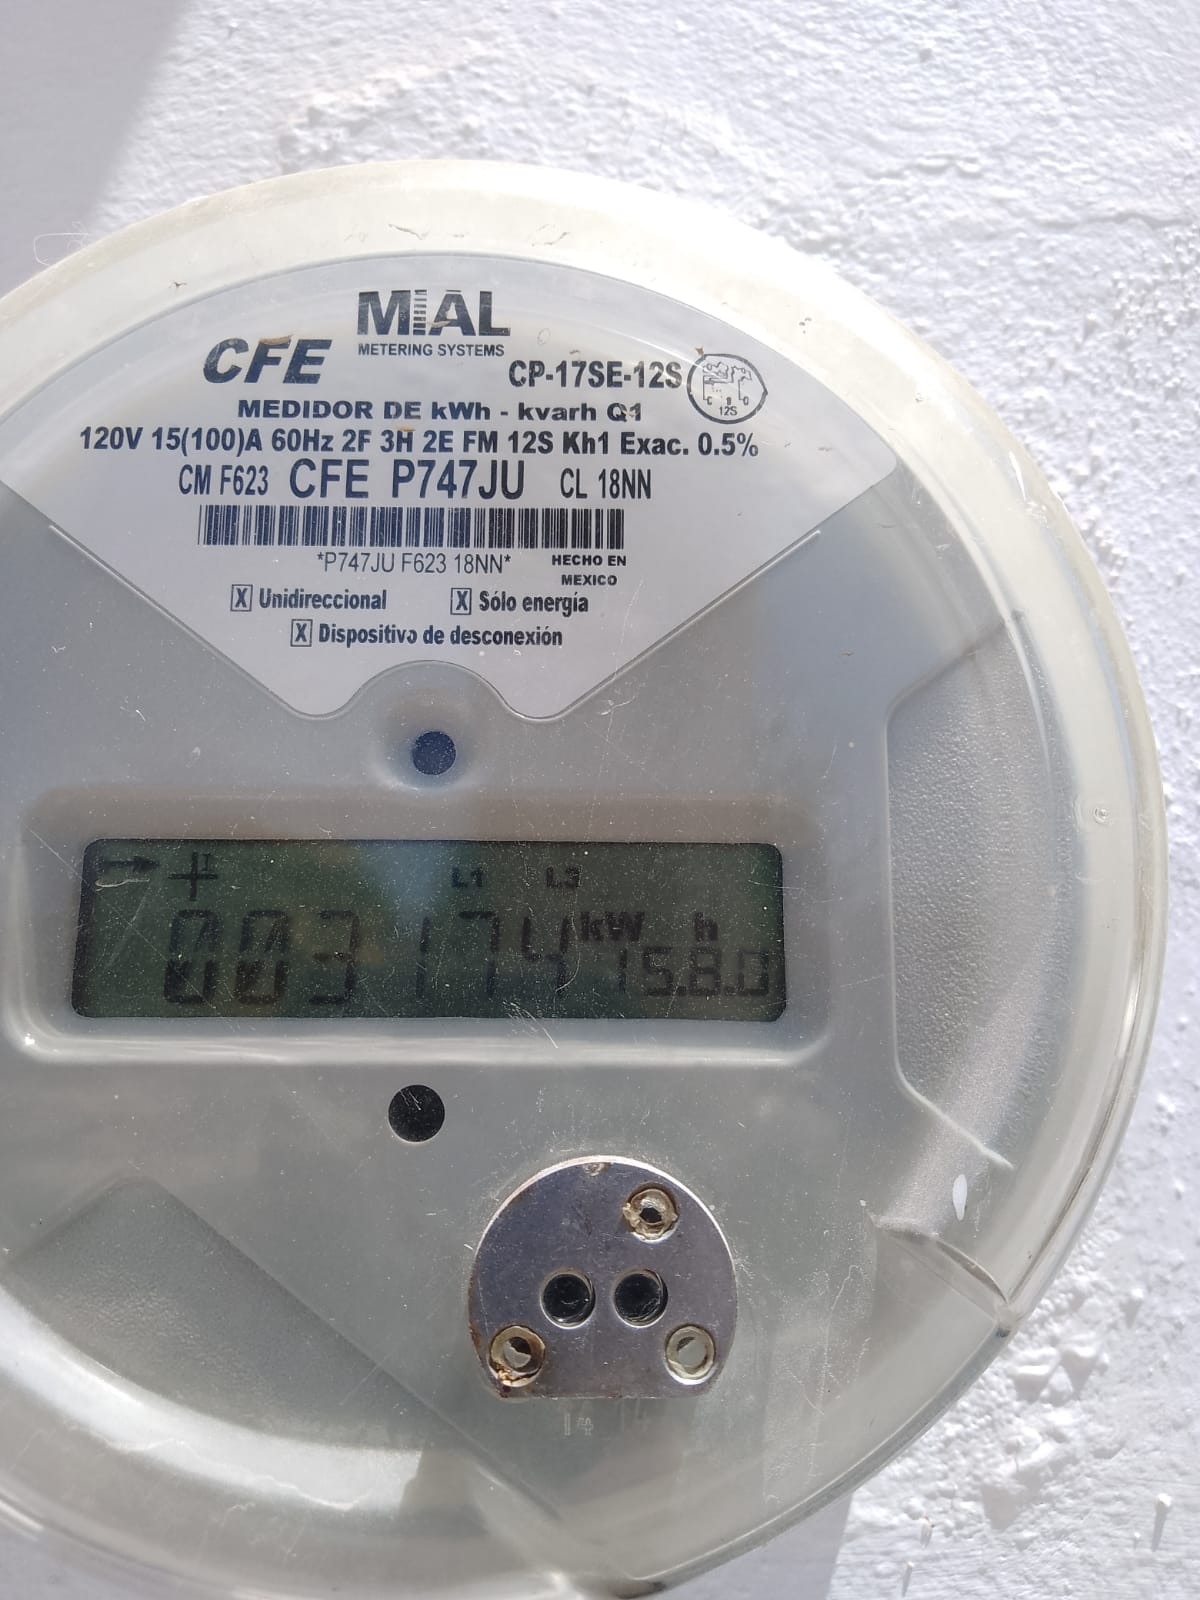 MIAL
METERING SYSTEMS
CFE
CP-17SE-12S
12S
MEDIDOR DE kWh - kvarh Q1
120V 15(100)A 60Hz 2F 3H 2E FM 12S Kh1 Exac. 0.5%
CM F623 CFE P747JU CL 18NN
*P747JU F623 18NN*
HECHO EN
MEXICO
X Unidireccional X Sólo energía
X Dispositivo de desconexión
L1 L3
003174 kW h 15.8.0
14